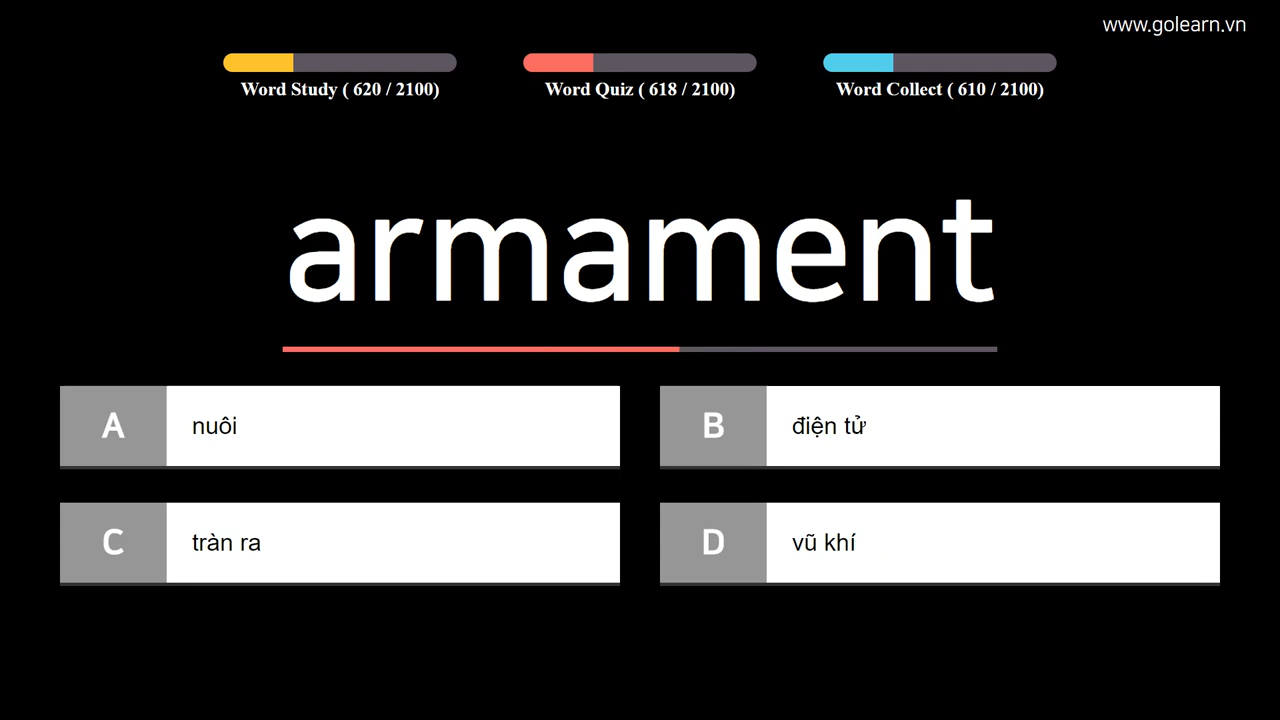 www.golearn.vn
Word Study ( 620 / 2100)
Word Quiz ( 618 / 2100)
Word Collect ( 610 / 2100)
armament
A nuôi
B điện tử
C tràn ra
D vũ khí